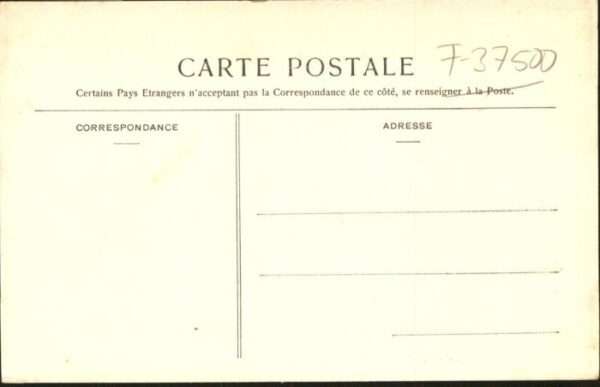 CARTE POSTALE
7-37500
Certains Pays Etrangers n'acceptant pas la Correspondance de ce côté, se renseigner à la Poste.
CORRESPONDANCE
ADRESSE